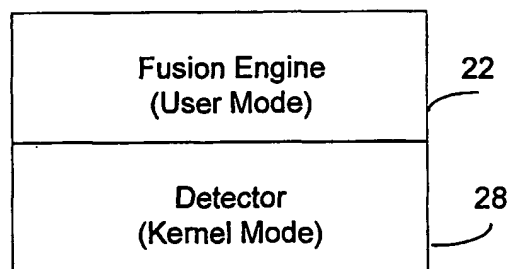 Fusion Engine
(User Mode)
22
Detector
(Kernel Mode)
28